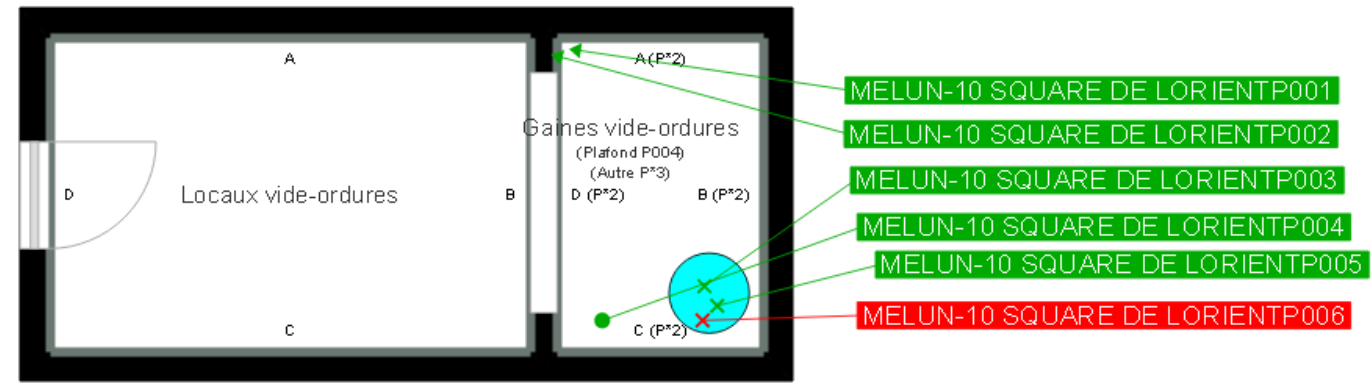 A
A (P*2)
MELUN-10 SQUARE DE LORIENTP001
Gaines vide-ordures
MELUN-10 SQUARE DE LORIENTP002
(Plafond P004)
(Autre P*3)
MELUN-10 SQUARE DE LORIENTP003
D
Locaux vide-ordures
B
D (P*2)
B (P*2)
MELUN-10 SQUARE DE LORIENTP004
MELUN-10 SQUARE DE LORIENTP005
MELUN-10 SQUARE DE LORIENTP006
C
C (P*2)